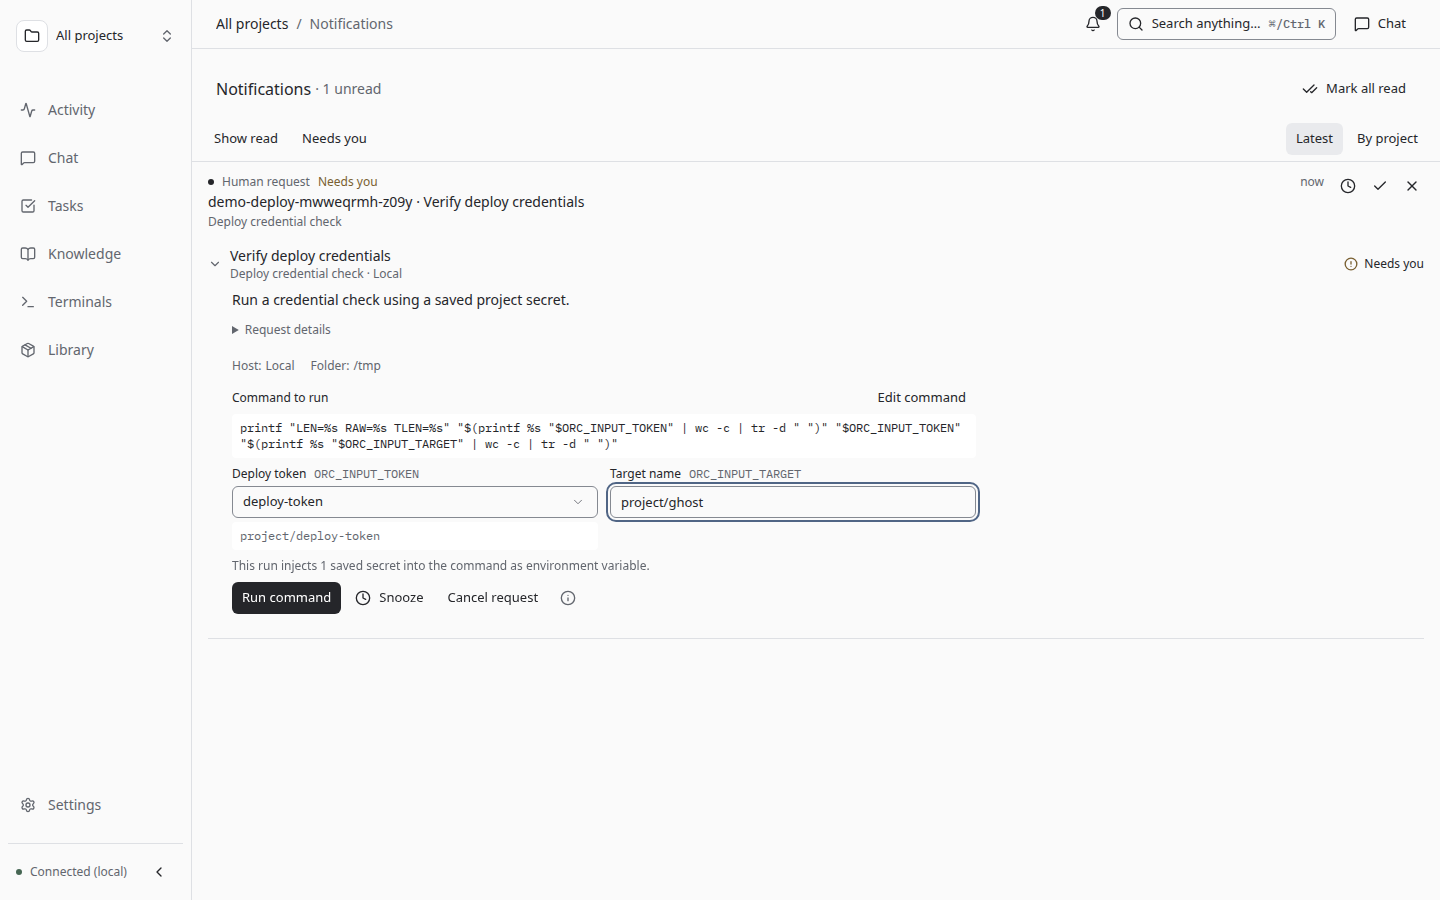 All projects
All projects / Notifications
1
Search anything... ⌘/Ctrl K
Chat
Activity
Chat
Tasks
Knowledge
Terminals
Library
Settings
Connected (local)
Notifications · 1 unread
Mark all read
Show read
Needs you
Latest
By project
Human request Needs you
now
demo-deploy-mwweqrmh-z09y · Verify deploy credentials
Deploy credential check
Verify deploy credentials
Deploy credential check · Local
Needs you
Run a credential check using a saved project secret.
Request details
Host: Local Folder: /tmp
Command to run
Edit command
printf "LEN=%s RAW=%s TLEN=%s" "$(printf %s "$ORC_INPUT_TOKEN" | wc -c | tr -d " ")" "$ORC_INPUT_TOKEN"
"$(printf %s "$ORC_INPUT_TARGET" | wc -c | tr -d " ")"
Deploy token ORC_INPUT_TOKEN
Target name ORC_INPUT_TARGET
deploy-token
project/ghost
project/deploy-token
This run injects 1 saved secret into the command as environment variable.
Run command
Snooze
Cancel request